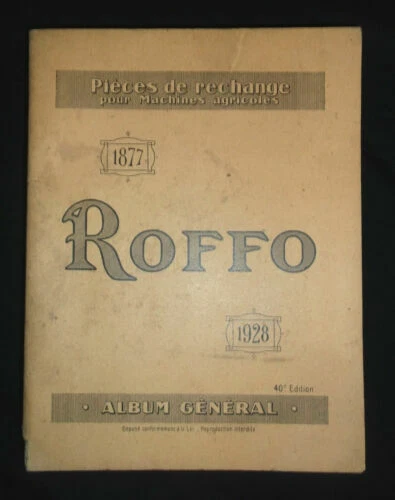 Pièces de rechange
pour Machines agricoles
1877
ROFFO
1928
40e Edition
· ALBUM GÉNÉRAL ·
Déposé conformément à la Loi. Reproduction interdite